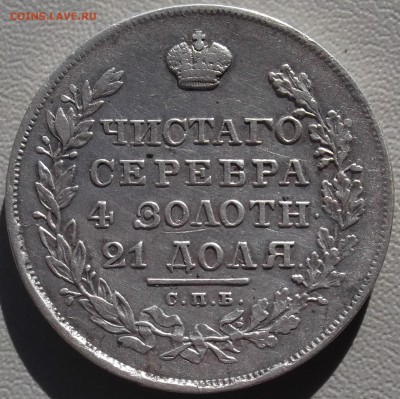 COINS.LAVE.RU
ЧИСТАГО
СЕРЕБРА
4 ЗОЛОТН.
21 ДОЛЯ
С.П.Б.